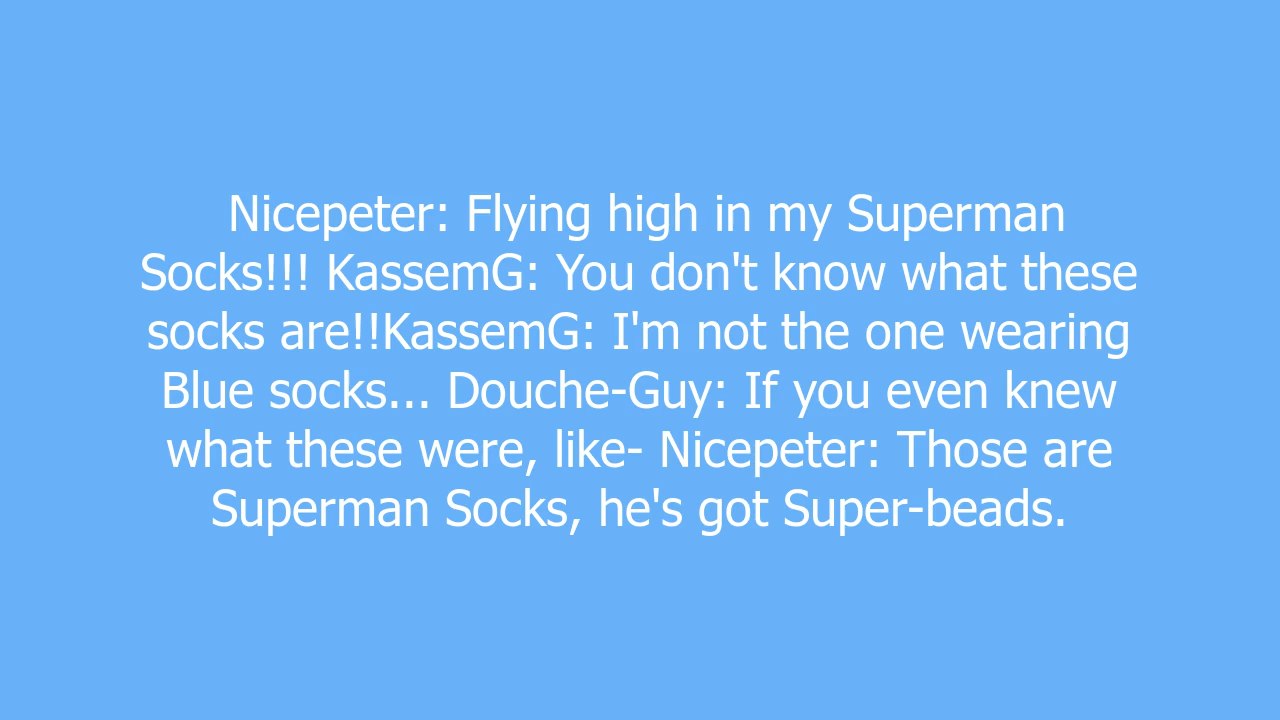 Nicepeter: Flying high in my Superman
Socks!!! KassemG: You don't know what these
socks are!!KassemG: I'm not the one wearing
Blue socks... Douche-Guy: If you even knew
what these were, like- Nicepeter: Those are
Superman Socks, he's got Super-beads.